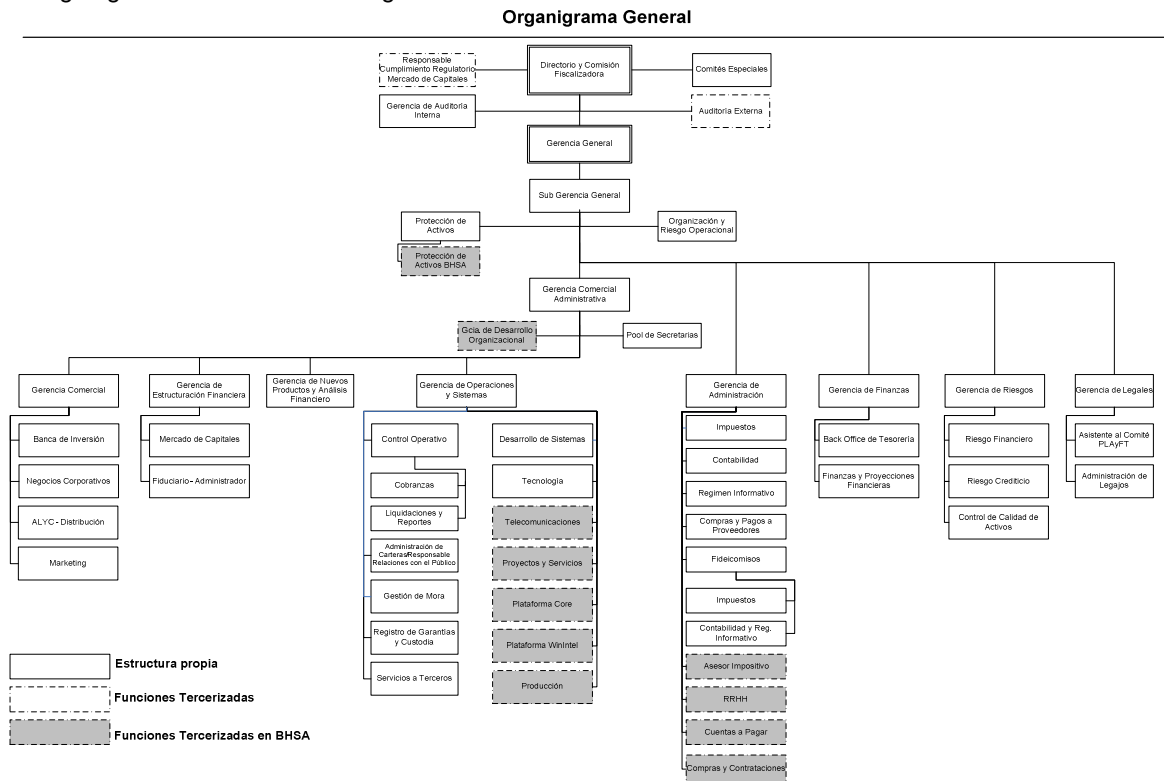 Organigrama General
Responsable
Cumplimiento Regulatorio
Mercado de Capitales
Directorio y Comisión
Fiscalizadora
Comités Especiales
Gerencia de Auditoría
Interna
Auditoría Externa
Gerencia General
Sub Gerencia General
Protección de
Activos
Organización y
Riesgo Operacional
Protección de
Activos BHSA
Gerencia Comercial
Administrativa
Gcia. de Desarrollo
Organizacional
Pool de Secretarias
Gerencia Comercial
Banca de Inversión
Negocios Corporativos
ALYC - Distribución
Marketing
Gerencia de
Estructuración Financiera
Mercado de Capitales
Fiduciario - Administrador
Gerencia de Nuevos
Productos y Análisis
Financiero
Gerencia de Operaciones
y Sistemas
Control Operativo
Cobranzas
Liquidaciones y
Reportes
Administración de
Carteras/Responsable
Relaciones con el Público
Gestión de Mora
Registro de Garantías
y Custodia
Servicios a Terceros
Desarrollo de Sistemas
Tecnología
Telecomunicaciones
Proyectos y Servicios
Plataforma Core
Plataforma WinIntel
Producción
Gerencia de
Administración
Impuestos
Contabilidad
Regimen Informativo
Compras y Pagos a
Proveedores
Fideicomisos
Impuestos
Contabilidad y Reg.
Informativo
Asesor Impositivo
RRHH
Cuentas a Pagar
Compras y Contrataciones
Gerencia de Finanzas
Back Office de Tesorería
Finanzas y Proyecciones
Financieras
Gerencia de Riesgos
Riesgo Financiero
Riesgo Crediticio
Control de Calidad de
Activos
Gerencia de Legales
Asistente al Comité
PLAyFT
Administración de
Legajos
Estructura propia
Funciones Tercerizadas
Funciones Tercerizadas en BHSA